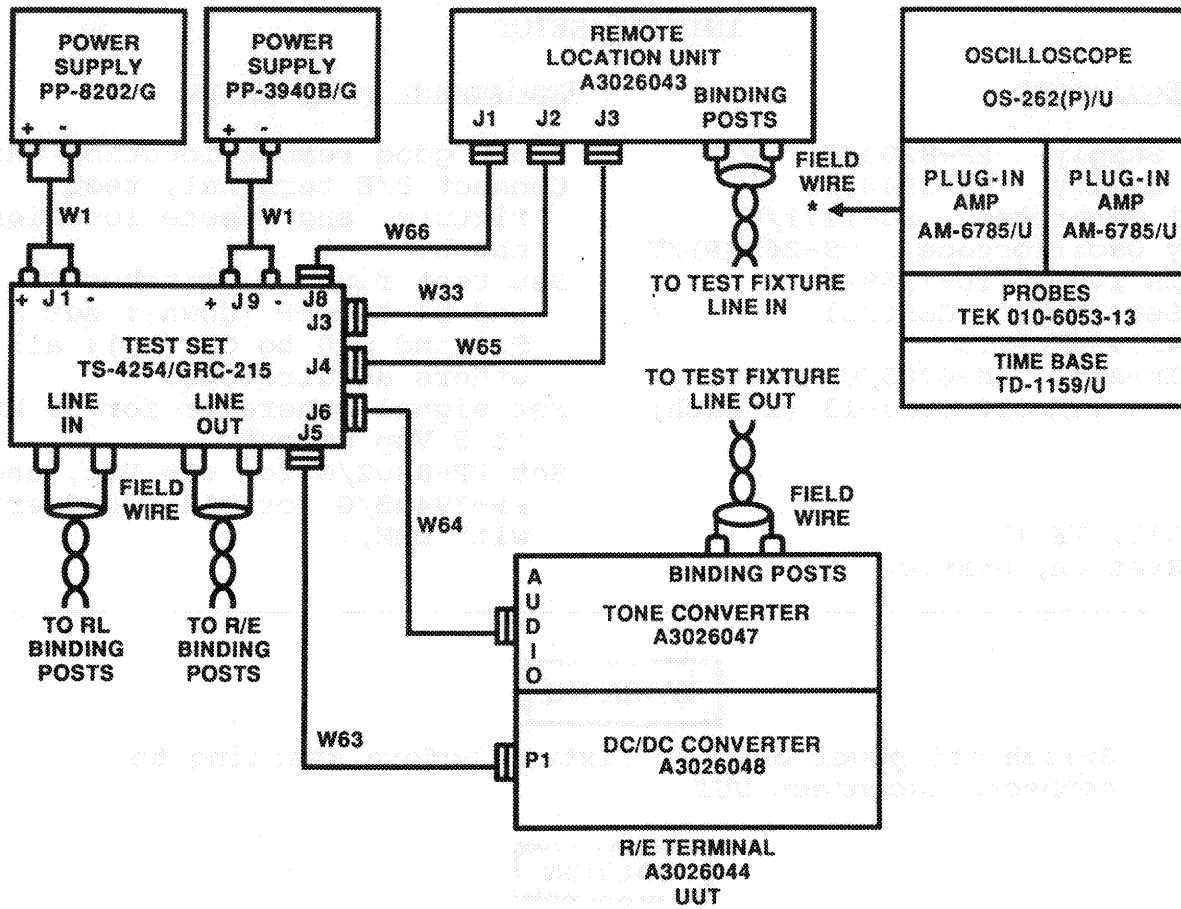 POWER
SUPPLY
PP-8202/G
+ -
POWER
SUPPLY
PP-3940B/G
+ -
REMOTE
LOCATION UNIT
A3026043
BINDING
POSTS
J1 J2 J3
OSCILLOSCOPE
OS-262(P)/U
PLUG-IN
AMP
AM-6785/U
PLUG-IN
AMP
AM-6785/U
PROBES
TEK 010-6053-13
TIME BASE
TD-1159/U
FIELD
WIRE
*
W1
W1
W66
W33
W65
TO TEST FIXTURE
LINE IN
+ J1 -
+ J9 -
J8
J3
TEST SET
TS-4254/GRC-215
J4
LINE
IN
LINE
OUT
J6
J5
FIELD
WIRE
TO RL
BINDING
POSTS
TO R/E
BINDING
POSTS
TO TEST FIXTURE
LINE OUT
FIELD
WIRE
W64
W63
BINDING POSTS
AUDIO
TONE CONVERTER
A3026047
P1
DC/DC CONVERTER
A3026048
R/E TERMINAL
A3026044
UUT